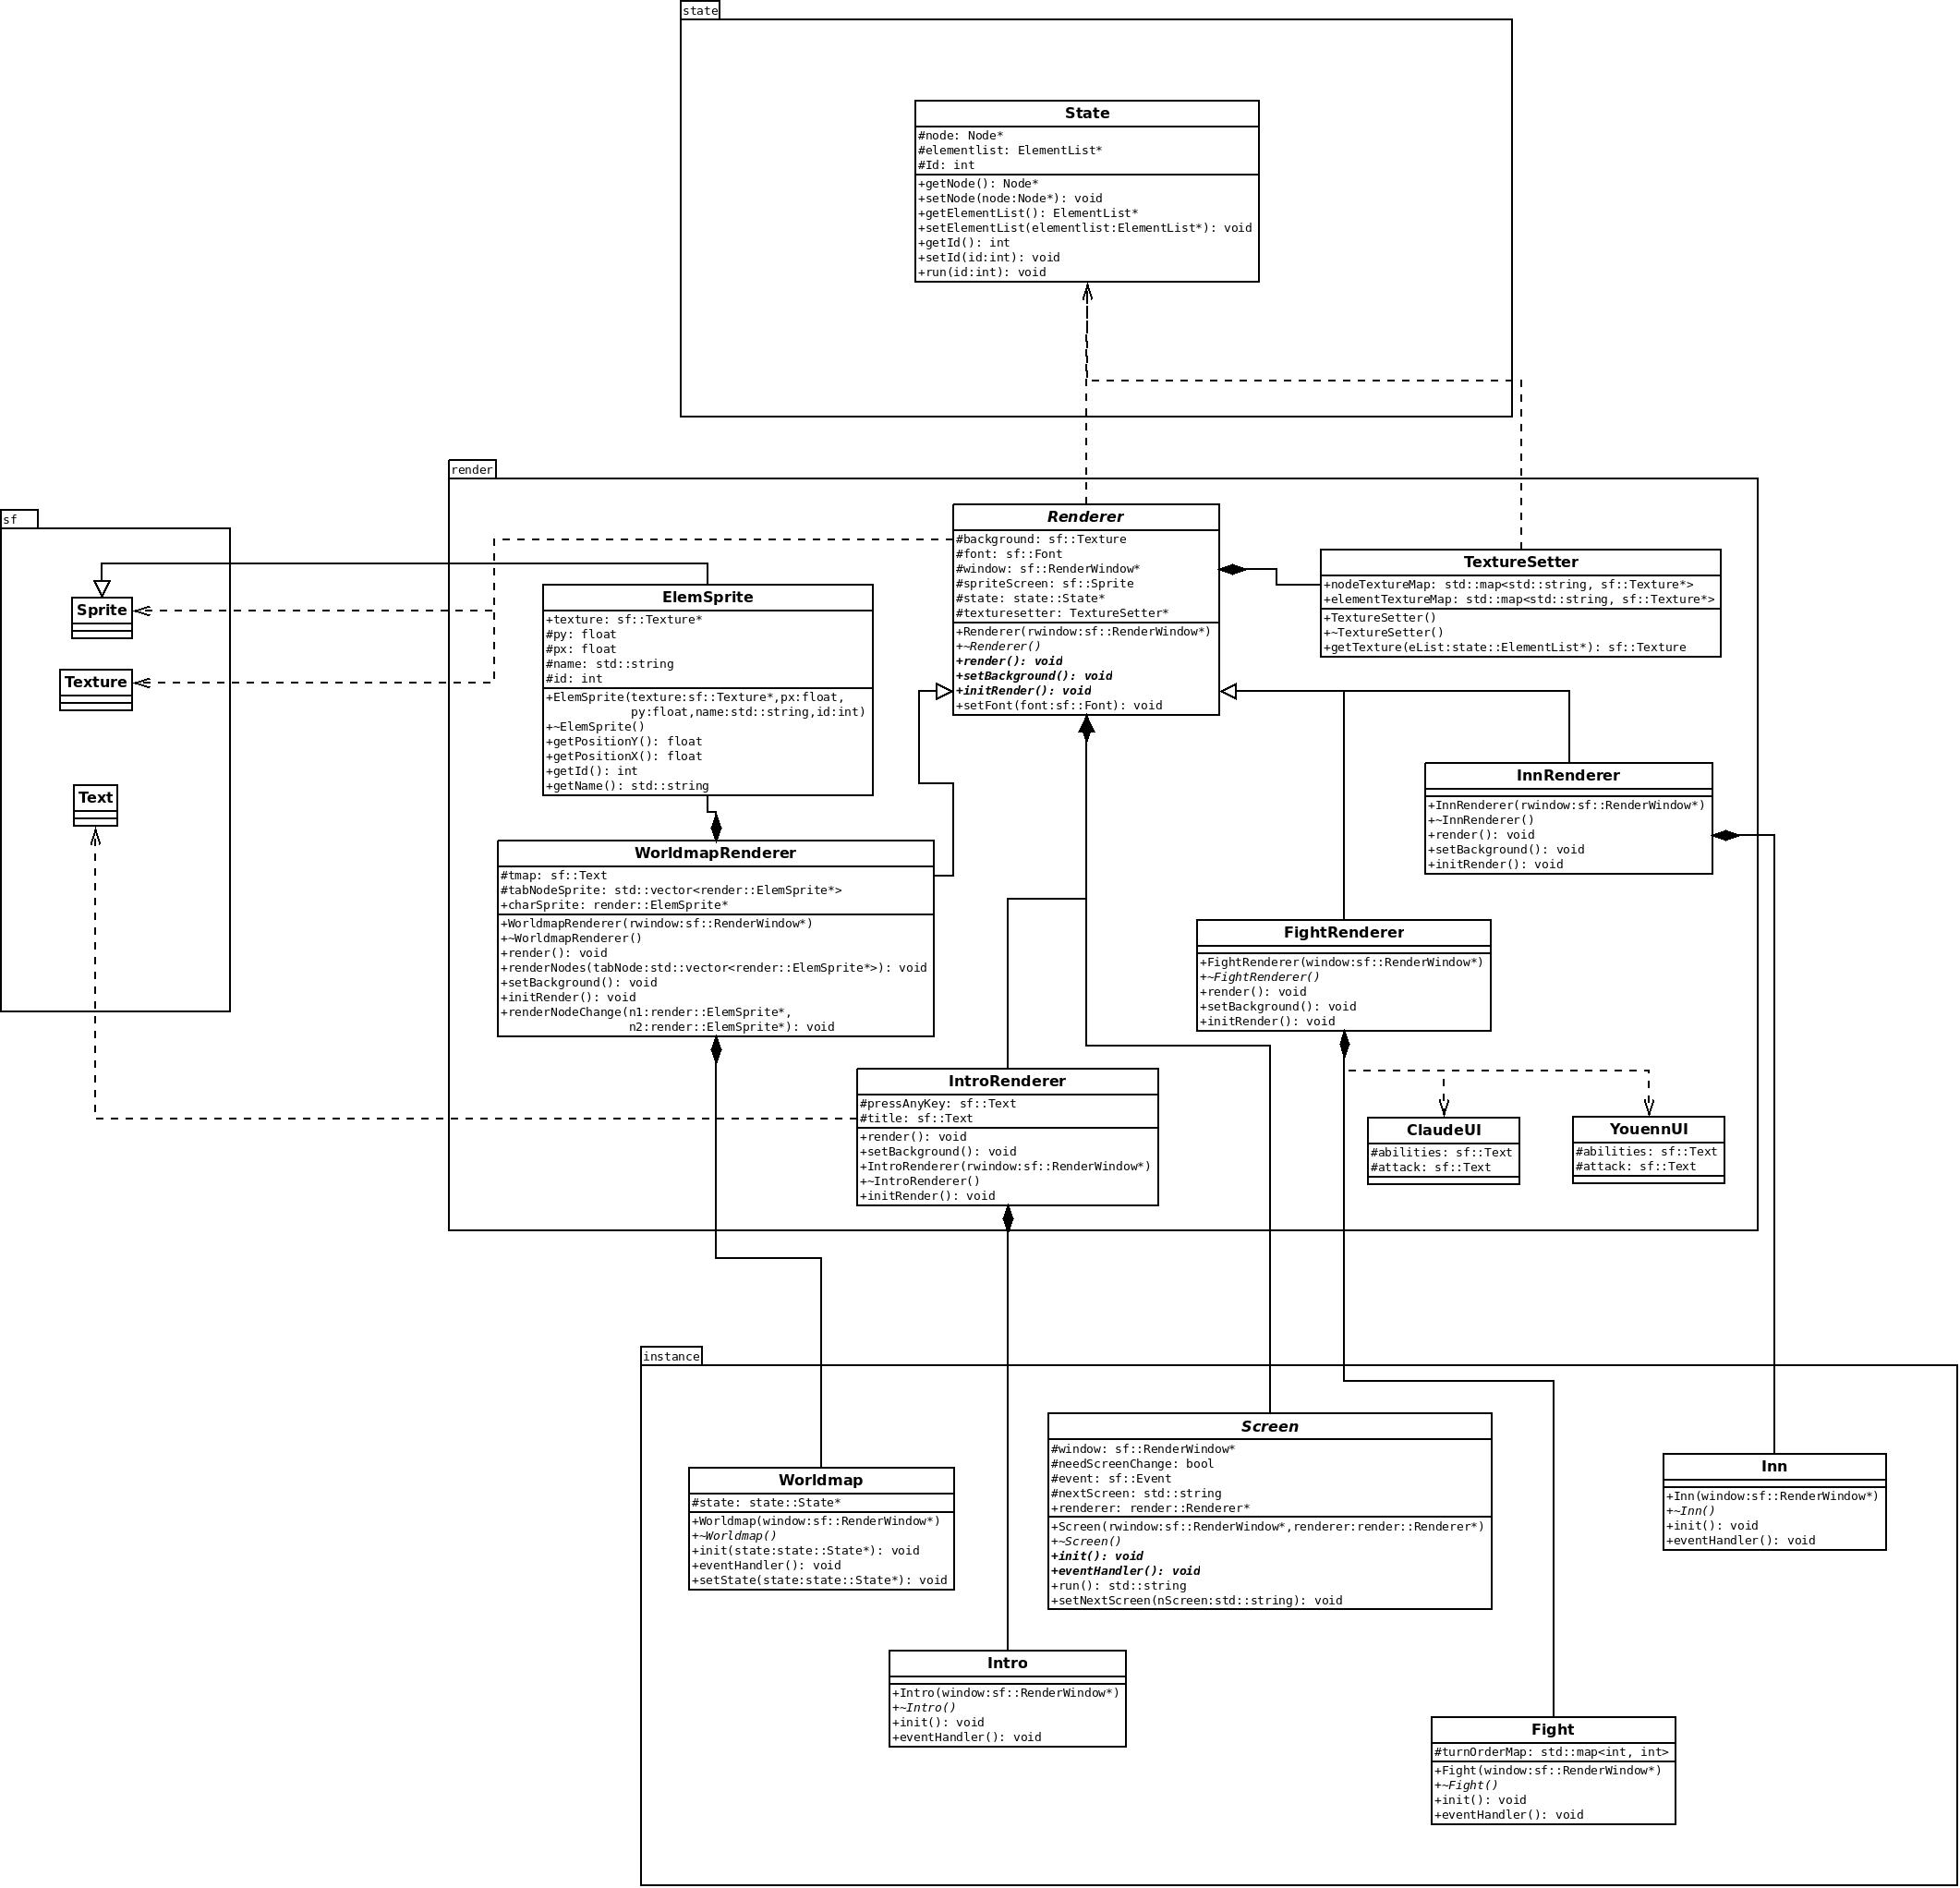 state
State
#node: Node*
#elementlist: ElementList*
#Id: int
+getNode(): Node*
+setNode(node:Node*): void
+getElementList(): ElementList*
+setElementList(elementlist:ElementList*): void
+getId(): int
+setId(id:int): void
+run(id:int): void
render
sf
Sprite
Texture
Text
Renderer
#background: sf::Texture
#font: sf::Font
#window: sf::RenderWindow*
#spriteScreen: sf::Sprite
#state: state::State*
#texturesetter: TextureSetter*
+Renderer(rwindow:sf::RenderWindow*)
+~Renderer()
+render(): void
+setBackground(): void
+initRender(): void
+setFont(font:sf::Font): void
TextureSetter
+nodeTextureMap: std::map<std::string, sf::Texture*>
+elementTextureMap: std::map<std::string, sf::Texture*>
+TextureSetter()
+~TextureSetter()
+getTexture(eList:state::ElementList*): sf::Texture
ElemSprite
+texture: sf::Texture*
#py: float
#px: float
#name: std::string
#id: int
+ElemSprite(texture:sf::Texture*,px:float,
py:float,name:std::string,id:int)
+~ElemSprite()
+getPositionY(): float
+getPositionX(): float
+getId(): int
+getName(): std::string
InnRenderer
+InnRenderer(rwindow:sf::RenderWindow*)
+~InnRenderer()
+render(): void
+setBackground(): void
+initRender(): void
WorldmapRenderer
#tmap: sf::Text
#tabNodeSprite: std::vector<render::ElemSprite*>
+charSprite: render::ElemSprite*
+WorldmapRenderer(rwindow:sf::RenderWindow*)
+~WorldmapRenderer()
+render(): void
+renderNodes(tabNode:std::vector<render::ElemSprite*>): void
+setBackground(): void
+initRender(): void
+renderNodeChange(n1:render::ElemSprite*,
n2:render::ElemSprite*): void
FightRenderer
+FightRenderer(window:sf::RenderWindow*)
+~FightRenderer()
+render(): void
+setBackground(): void
+initRender(): void
IntroRenderer
#pressAnyKey: sf::Text
#title: sf::Text
+render(): void
+setBackground(): void
+IntroRenderer(rwindow:sf::RenderWindow*)
+~IntroRenderer()
+initRender(): void
ClaudeUI
#abilities: sf::Text
#attack: sf::Text
YouennUI
#abilities: sf::Text
#attack: sf::Text
instance
Worldmap
#state: state::State*
+Worldmap(window:sf::RenderWindow*)
+~Worldmap()
+init(state:state::State*): void
+eventHandler(): void
+setState(state:state::State*): void
Screen
#window: sf::RenderWindow*
#needScreenChange: bool
#event: sf::Event
#nextScreen: std::string
+renderer: render::Renderer*
+Screen(rwindow:sf::RenderWindow*,renderer:render::Renderer*)
+~Screen()
+init(): void
+eventHandler(): void
+run(): std::string
+setNextScreen(nScreen:std::string): void
Inn
+Inn(window:sf::RenderWindow*)
+~Inn()
+init(): void
+eventHandler(): void
Intro
+Intro(window:sf::RenderWindow*)
+~Intro()
+init(): void
+eventHandler(): void
Fight
#turnOrderMap: std::map<int, int>
+Fight(window:sf::RenderWindow*)
+~Fight()
+init(): void
+eventHandler(): void